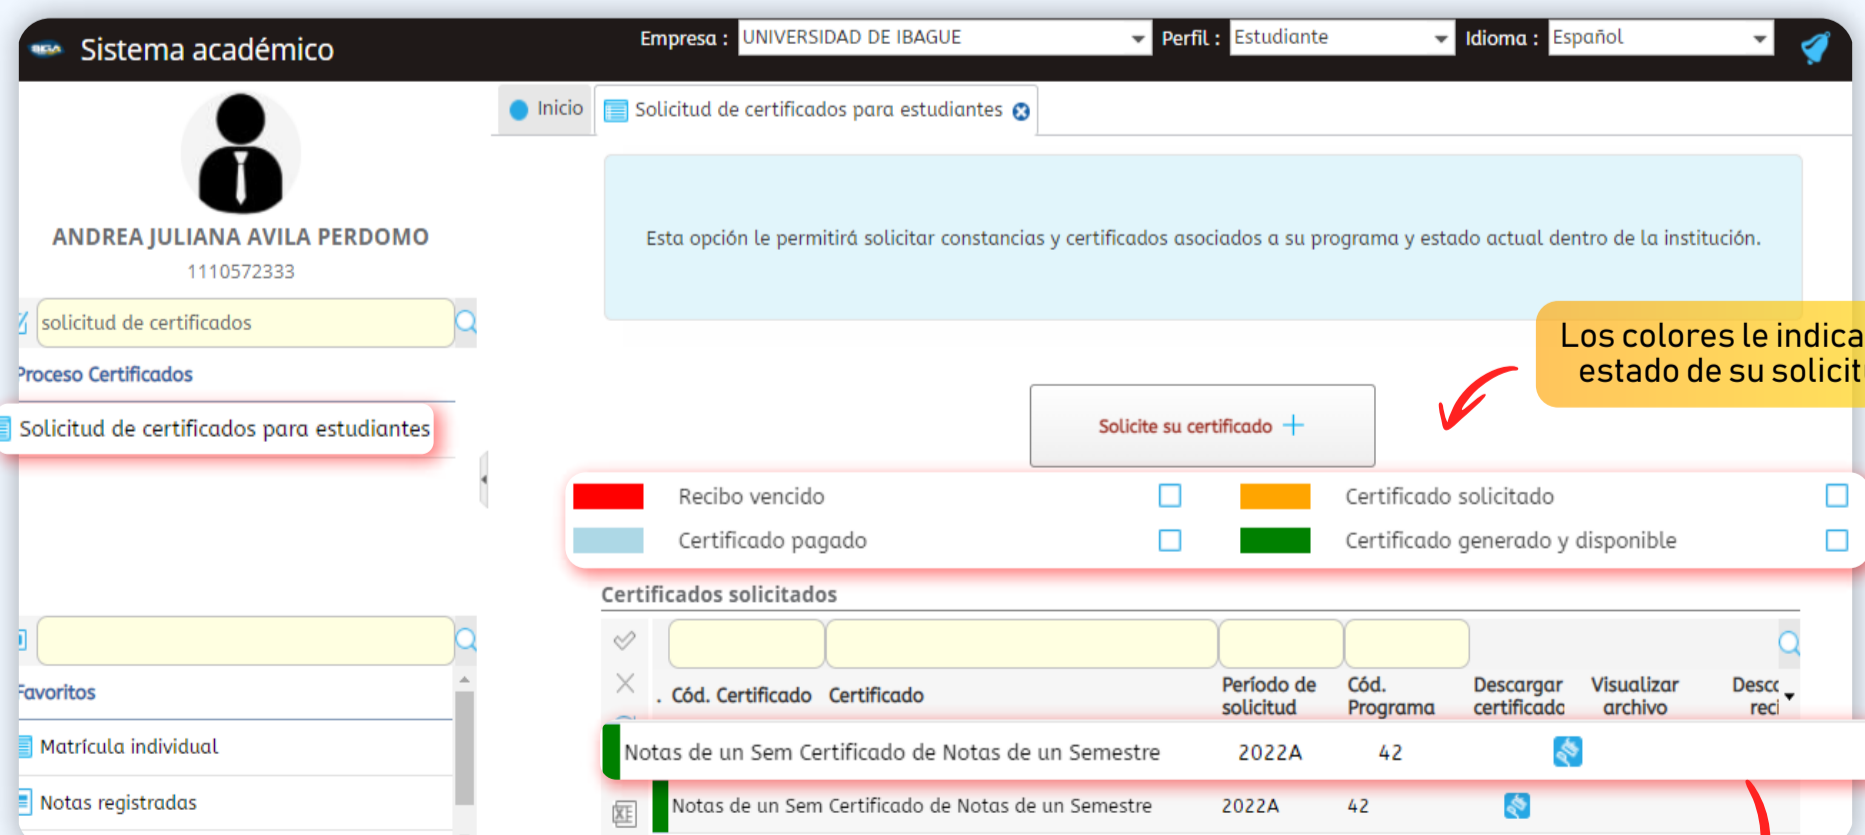 SIGA Sistema académico
Empresa : UNIVERSIDAD DE IBAGUE Perfil : Estudiante Idioma : Español
Inicio Solicitud de certificados para estudiantes
ANDREA JULIANA AVILA PERDOMO
1110572333
solicitud de certificados
Proceso Certificados
Solicitud de certificados para estudiantes
Favoritos
Matrícula individual
Notas registradas
Esta opción le permitirá solicitar constancias y certificados asociados a su programa y estado actual dentro de la institución.
Los colores le indica
estado de su solicit
Solicite su certificado +
Recibo vencido Certificado solicitado
Certificado pagado Certificado generado y disponible
Certificados solicitados
. Cód. Certificado Certificado Período de solicitud Cód. Programa Descargar certificado Visualizar archivo Desc reci
Notas de un Sem Certificado de Notas de un Semestre 2022A 42
Notas de un Sem Certificado de Notas de un Semestre 2022A 42